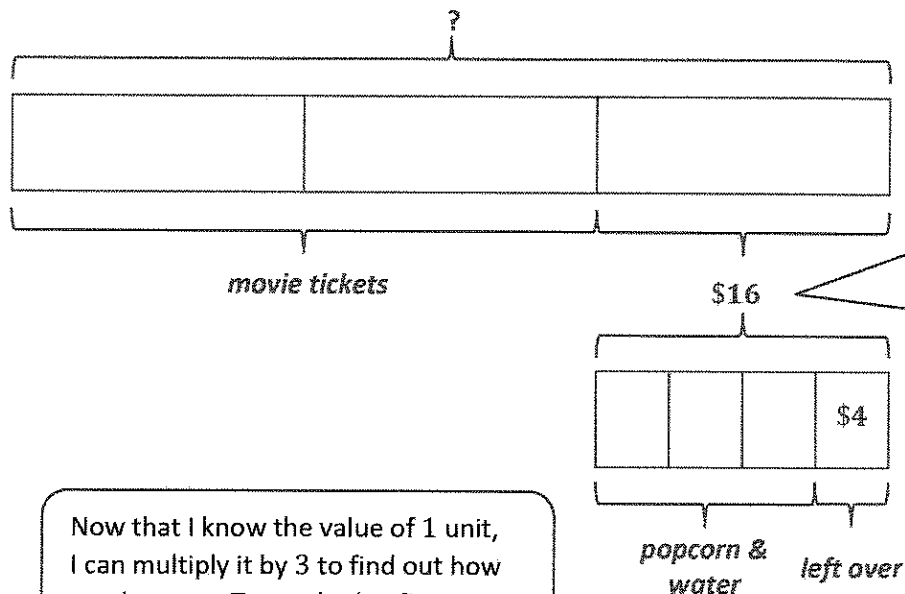 ?
movie tickets
$16
$4
popcorn &
water
left over
Now that I know the value of 1 unit,
I can multiply it by 3 to find out how